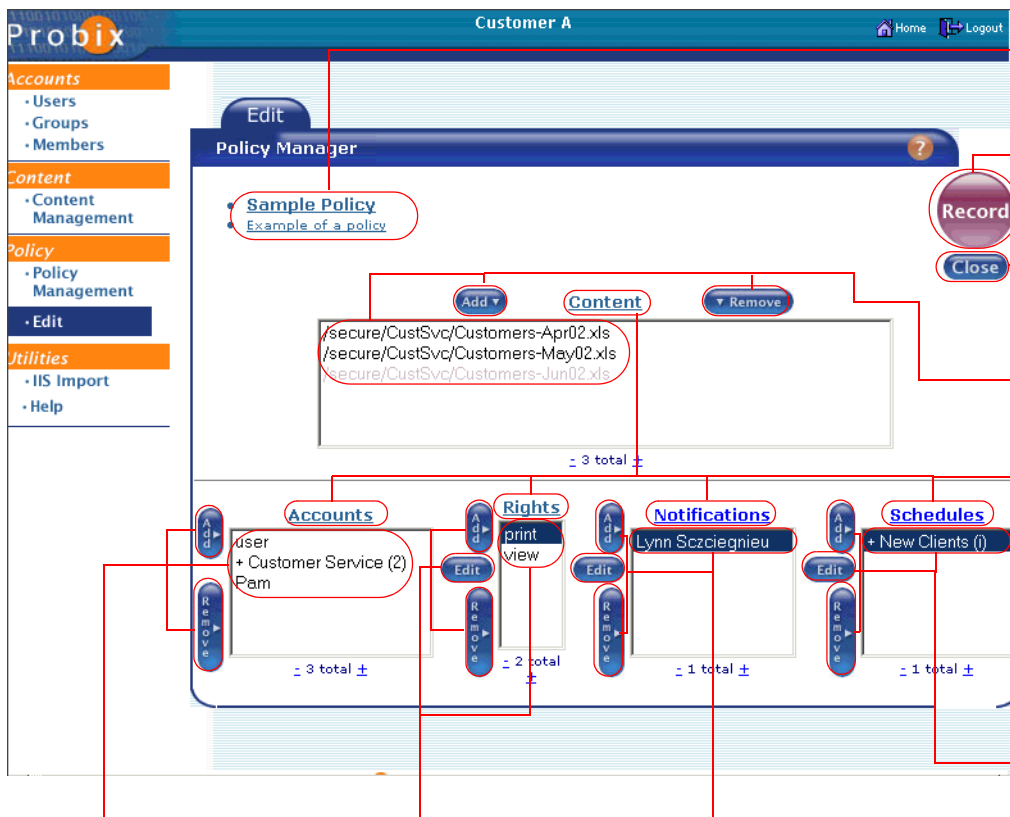 Probix
Customer A
Home
Logout
Accounts
· Users
· Groups
· Members
Content
· Content Management
Policy
· Policy Management
· Edit
Utilities
· IIS Import
· Help
Edit
Policy Manager
?
• Sample Policy
• Example of a policy
Record
Close
Add ▼
Content
▼ Remove
/secure/CustSvc/Customers-Apr02.xls
/secure/CustSvc/Customers-May02.xls
/secure/CustSvc/Customers-Jun02.xls
- 3 total +
Add
Remove
Accounts
user
+ Customer Service (2)
Pam
- 3 total +
Add
Edit
Remove
Rights
print
view
- 2 total +
Add
Edit
Remove
Notifications
Lynn Sczciegnieu
- 1 total +
Add
Edit
Remove
Schedules
+ New Clients (i)
- 1 total +